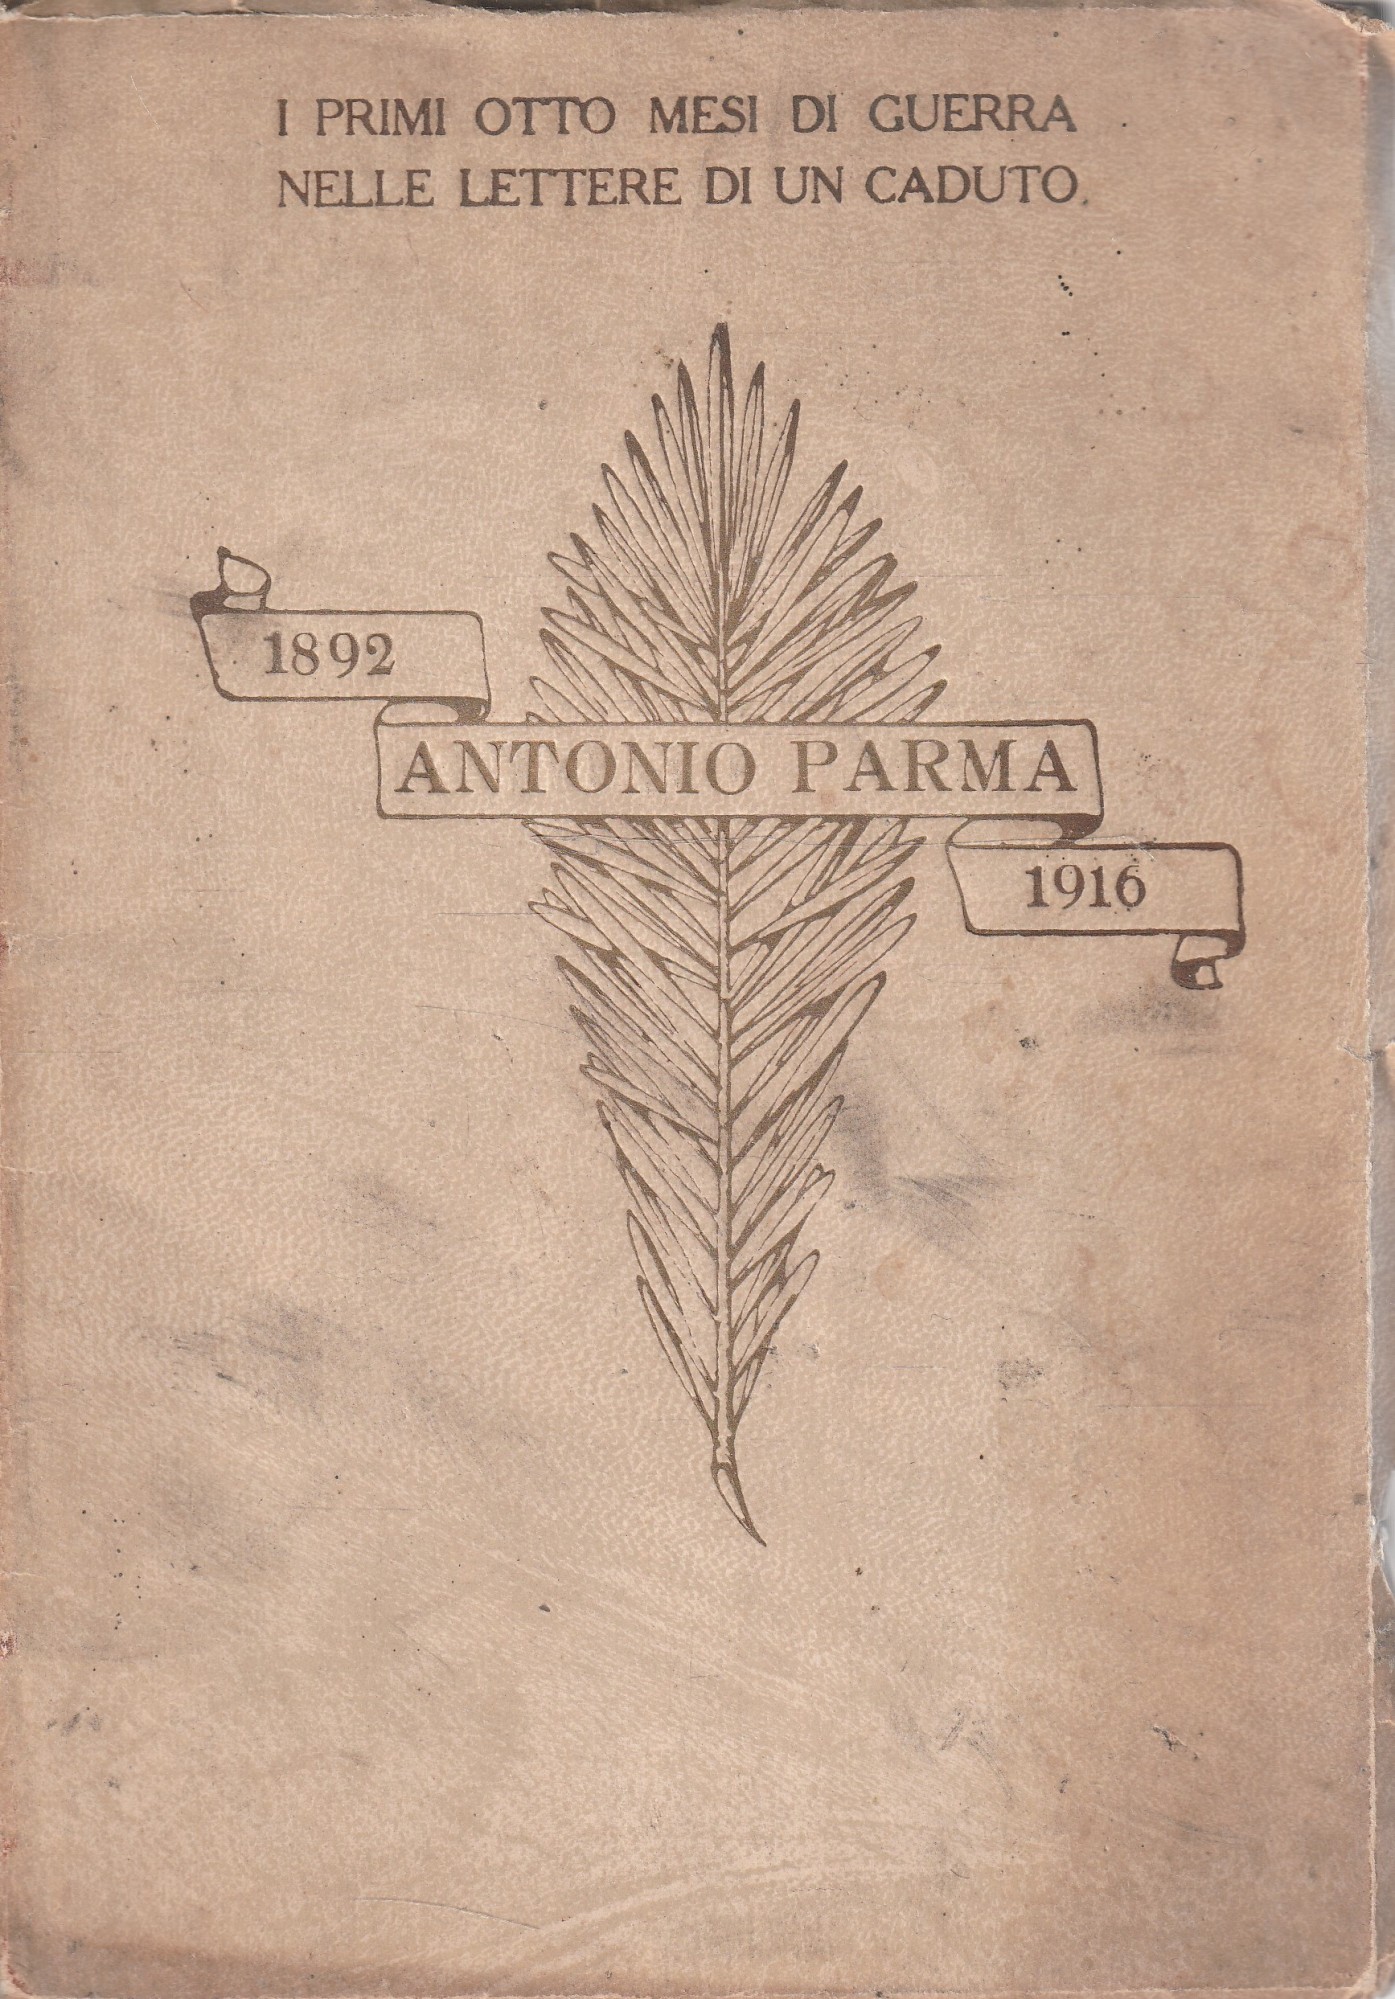 I PRIMI OTTO MESI DI GUERRA
NELLE LETTERE DI UN CADUTO.
1892
ANTONIO PARMA
1916